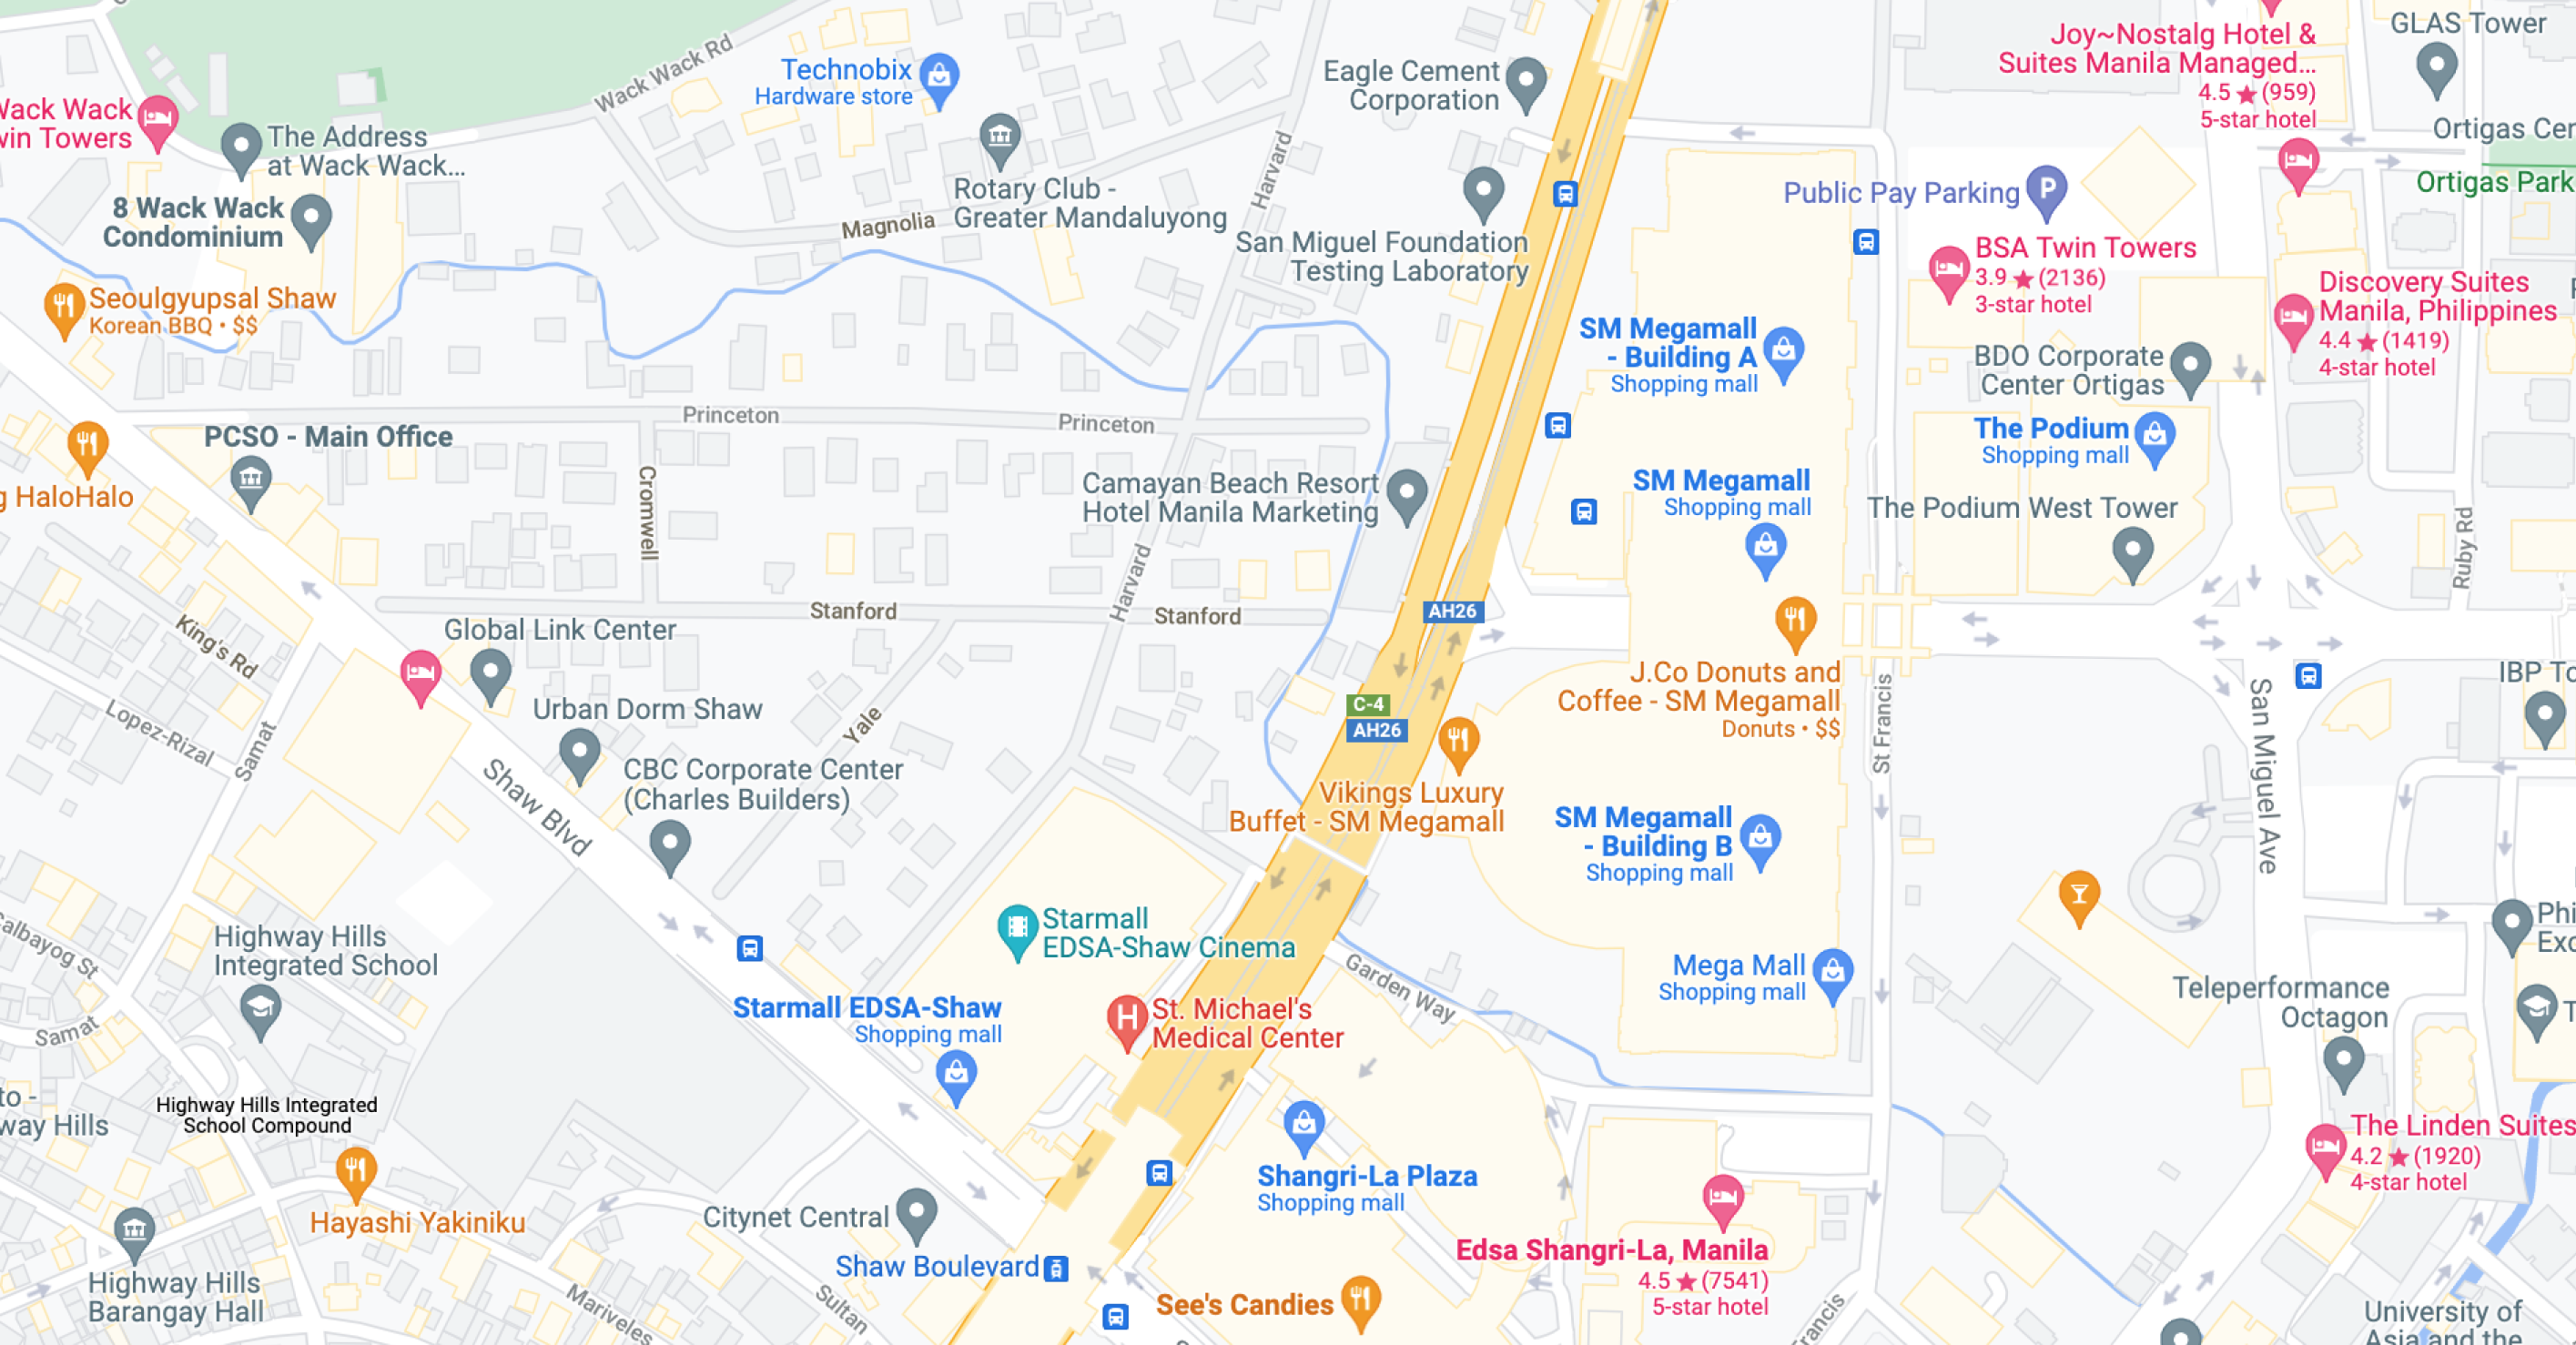 Wack Wack Rd
Technobix
Hardware store
Eagle Cement
Corporation
Joy~Nostalg Hotel &
Suites Manila Managed...
4.5 ★ (959)
5-star hotel
GLAS Tower
Wack Wack
The Address
at Wack Wack...
8 Wack Wack
Condominium
Rotary Club -
Greater Mandaluyong
Magnolia
Harvard
San Miguel Foundation
Testing Laboratory
Public Pay Parking
Ortigas Park
BSA Twin Towers
3.9 ★ (2136)
3-star hotel
Discovery Suites
Manila, Philippines
4.4 ★ (1419)
4-star hotel
Seoulgyupsal Shaw
Korean BBQ • $$
SM Megamall
- Building A
Shopping mall
BDO Corporate
Center Ortigas
Princeton
Princeton
The Podium
Shopping mall
PCSO - Main Office
HaloHalo
Cromwell
Camayan Beach Resort
Hotel Manila Marketing
SM Megamall
Shopping mall
The Podium West Tower
Ruby Rd
Harvard
Stanford
Stanford
AH26
King's Rd
Global Link Center
J.Co Donuts and
Coffee - SM Megamall
Donuts • $$
St Francis
San Miguel Ave
Lopez-Rizal
Samat
Urban Dorm Shaw
Yale
C-4
AH26
Shaw Blvd
CBC Corporate Center
(Charles Builders)
Vikings Luxury
Buffet - SM Megamall
SM Megamall
- Building B
Shopping mall
Starmall
EDSA-Shaw Cinema
Highway Hills
Integrated School
Garden Way
Mega Mall
Shopping mall
Samat
Starmall EDSA-Shaw
Shopping mall
St. Michael's
Medical Center
Teleperformance
Octagon
Highway Hills Integrated
School Compound
Hills
Shangri-La Plaza
Shopping mall
The Linden Suites
4.2 ★ (1920)
4-star hotel
Hayashi Yakiniku
Citynet Central
Shaw Boulevard
Edsa Shangri-La, Manila
4.5 ★ (7541)
5-star hotel
Highway Hills
Barangay Hall
Mariveles
Sultan
See's Candies
University of
Asia and the